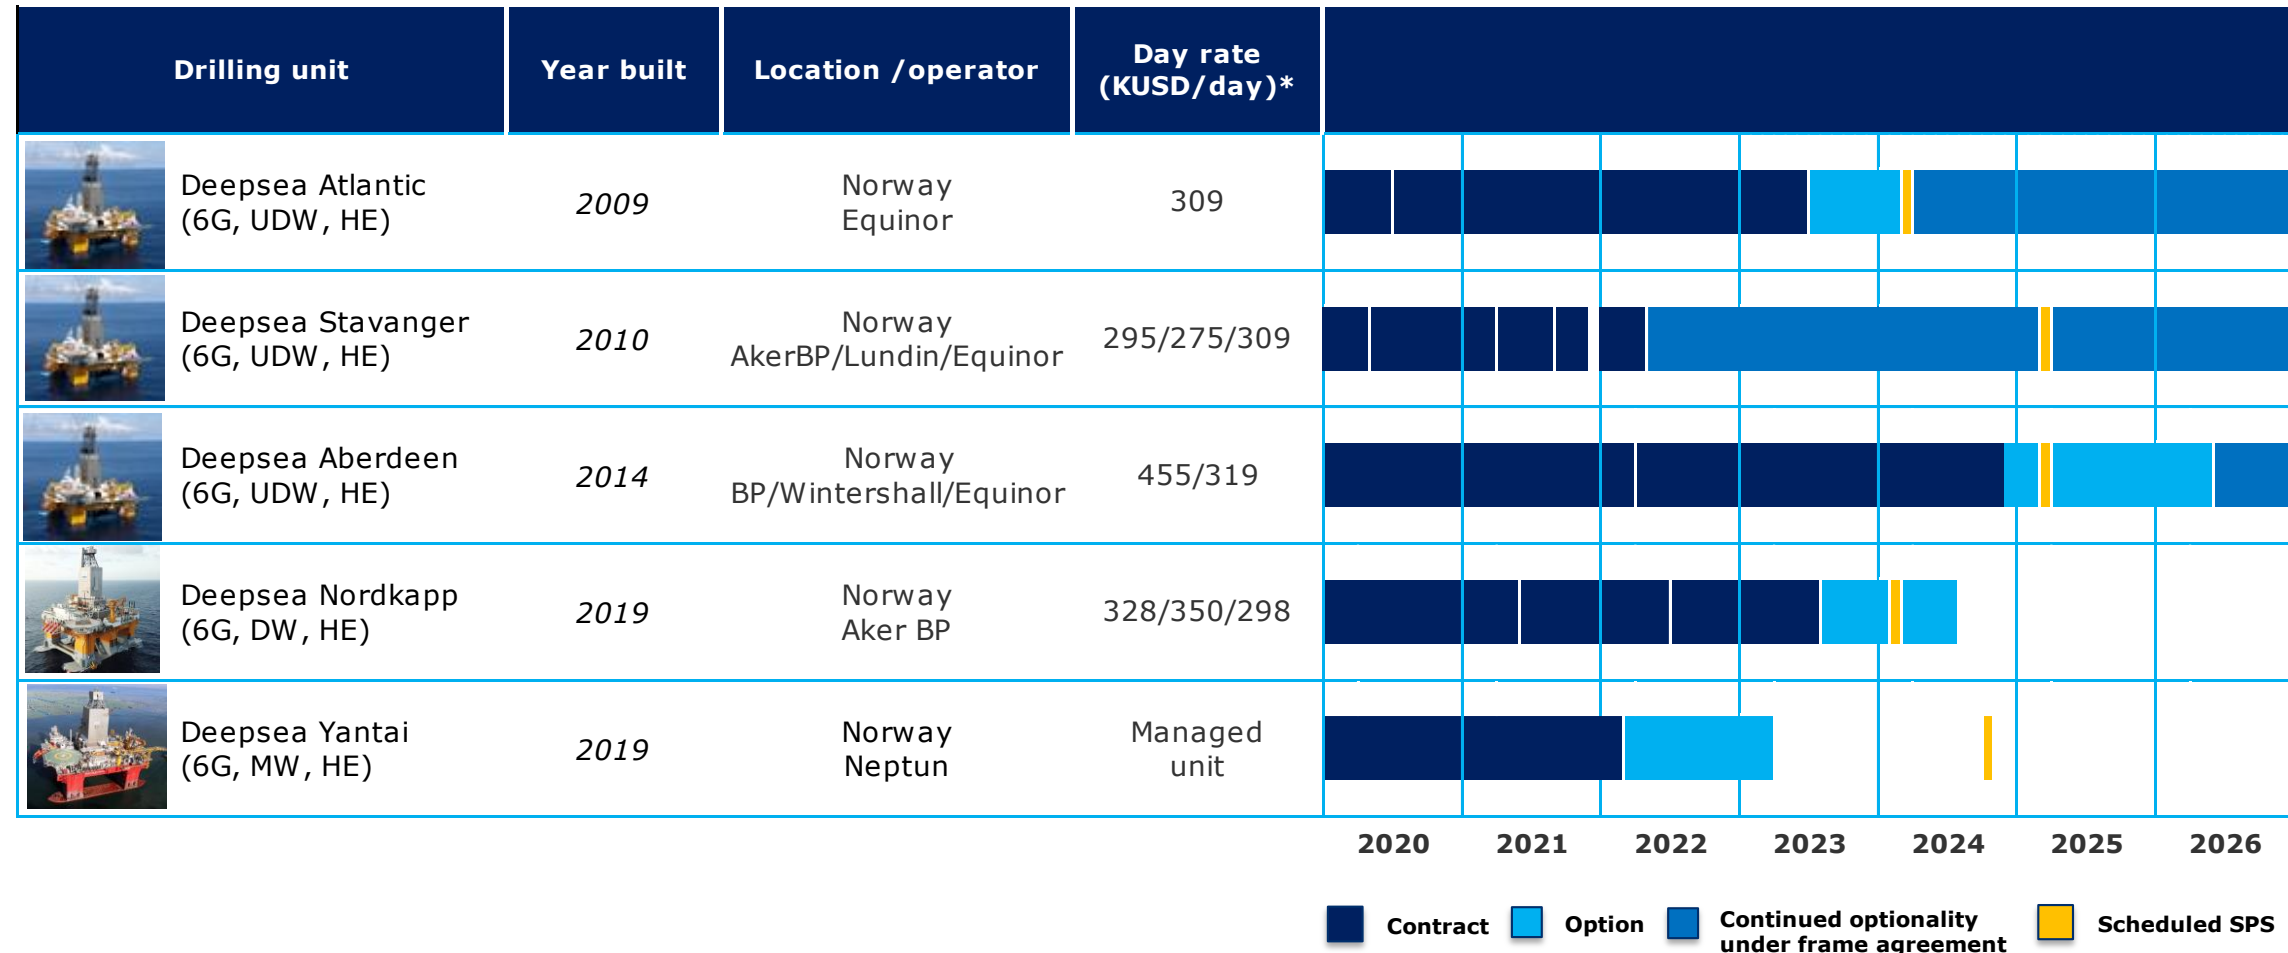 Drilling unit
Year built
Location /operator
Day rate
(KUSD/day)*
Deepsea Atlantic
(6G, UDW, HE)
2009
Norway
Equinor
309
Deepsea Stavanger
(6G, UDW, HE)
2010
Norway
AkerBP/Lundin/Equinor
295/275/309
Deepsea Aberdeen
(6G, UDW, HE)
2014
Norway
BP/Wintershall/Equinor
455/319
Deepsea Nordkapp
(6G, DW, HE)
2019
Norway
Aker BP
328/350/298
Deepsea Yantai
(6G, MW, HE)
2019
Norway
Neptun
Managed
unit
2020 2021 2022 2023 2024 2025 2026
Contract
Option
Continued optionality
under frame agreement
Scheduled SPS